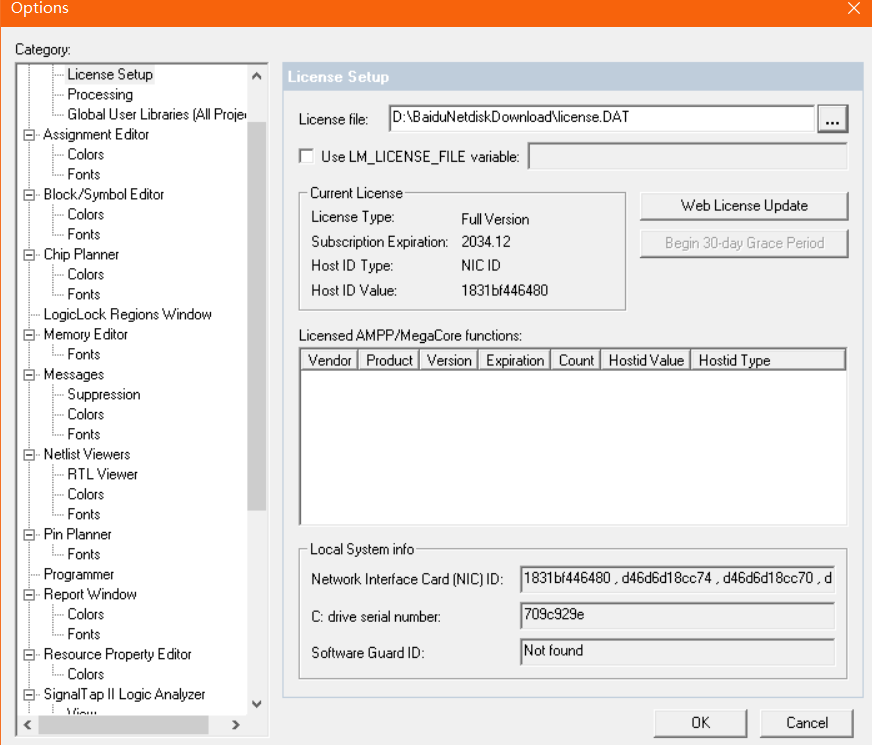 Options
Category:
License Setup
Processing
Global User Libraries (All Proje
Assignment Editor
Colors
Fonts
Block/Symbol Editor
Colors
Fonts
Chip Planner
Colors
Fonts
LogicLock Regions Window
Memory Editor
Fonts
Messages
Suppression
Colors
Fonts
Netlist Viewers
RTL Viewer
Colors
Fonts
Pin Planner
Fonts
Programmer
Report Window
Colors
Fonts
Resource Property Editor
Colors
SignalTap II Logic Analyzer
View
License Setup
License file: D:\BaiduNetdiskDownload\license.DAT ...
Use LM_LICENSE_FILE variable:
Current License
License Type: Full Version
Subscription Expiration: 2034.12
Host ID Type: NIC ID
Host ID Value: 1831bf446480
Web License Update
Begin 30-day Grace Period
Licensed AMPP/MegaCore functions:
Vendor Product Version Expiration Count Hostid Value Hostid Type
Local System info
Network Interface Card (NIC) ID: 1831bf446480 , d46d6d18cc74 , d46d6d18cc70 , d
C: drive serial number: 709c929e
Software Guard ID: Not found
OK Cancel